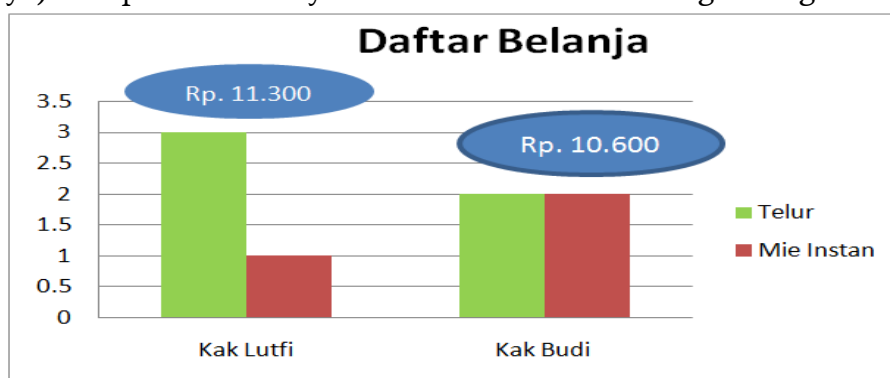 Daftar Belanja
Rp. 11.300
Rp. 10.600
3.5
3
2.5
2
1.5
1
0.5
0
Kak Lutfi
Kak Budi
Telur
Mie Instan